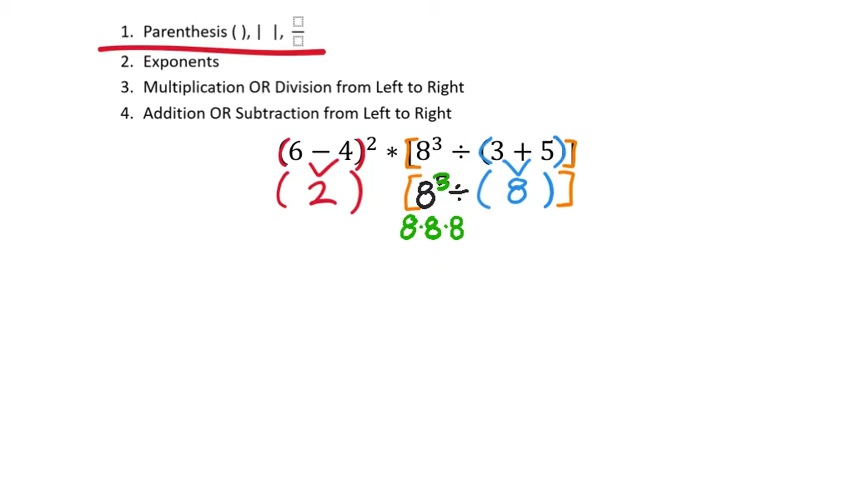 1. Parenthesis ( ), | |, □/□
2. Exponents
3. Multiplication OR Division from Left to Right
4. Addition OR Subtraction from Left to Right
(6 − 4)² ∗ [8³ ÷ (3 + 5)]
( 2 ) [8³ ÷ ( 8 )]
8·8·8